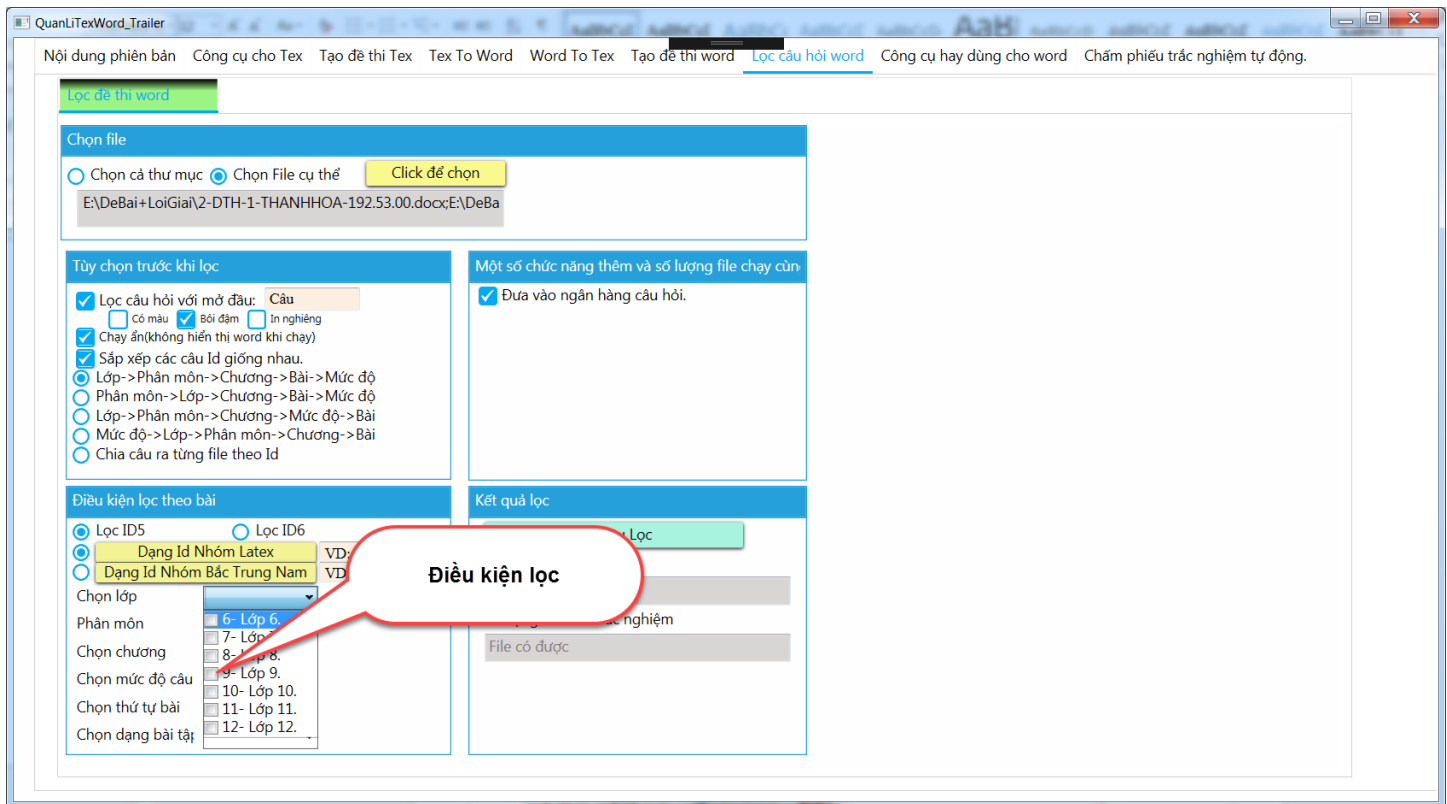 QuanLiTexWord_Trailer
Nội dung phiên bản Công cụ cho Tex Tạo đề thi Tex Tex To Word Word To Tex Tạo đề thi word Lọc câu hỏi word Công cụ hay dùng cho word Chấm phiếu trắc nghiệm tự động.
Lọc đề thi word
Chọn file
Chọn cả thư mục Chọn File cụ thể Click để chọn
E:\DeBai+LoiGiai\2-DTH-1-THANHHOA-192.53.00.docx;E:\DeBa
Tùy chọn trước khi lọc
Lọc câu hỏi với mở đầu: Câu
Có màu Bôi đậm In nghiêng
Chạy ẩn(không hiển thị word khi chạy)
Sắp xếp các câu Id giống nhau.
Lớp->Phân môn->Chương->Bài->Mức độ
Phân môn->Lớp->Chương->Bài->Mức độ
Lớp->Phân môn->Chương->Mức độ->Bài
Mức độ->Lớp->Phân môn->Chương->Bài
Chia câu ra từng file theo Id
Một số chức năng thêm và số lượng file chạy cùn
Đưa vào ngân hàng câu hỏi.
Điều kiện lọc theo bài
Lọc ID5 Lọc ID6
Dạng Id Nhóm Latex VD:
Dạng Id Nhóm Bắc Trung Nam VD
Chọn lớp
Phân môn
Chọn chương
Chọn mức độ câu
Chọn thứ tự bài
Chọn dạng bài tập
6- Lớp 6.
7- Lớp
8- Lớp 8.
9- Lớp 9.
10- Lớp 10.
11- Lớp 11.
12- Lớp 12.
Điều kiện lọc
Kết quả lọc
Lọc
nghiệm
File có được